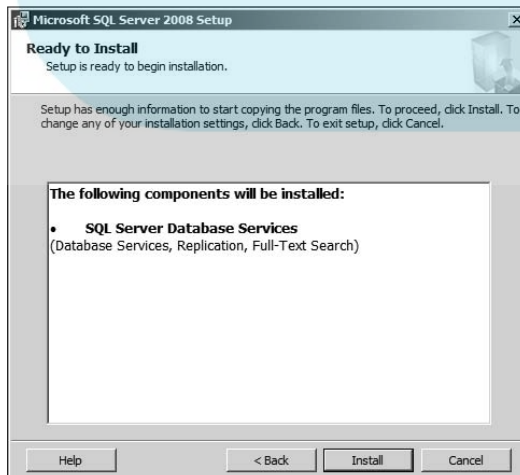 Microsoft SQL Server 2008 Setup
Ready to Install
Setup is ready to begin installation.
Setup has enough information to start copying the program files. To proceed, click Install. To
change any of your installation settings, click Back. To exit setup, click Cancel.
The following components will be installed:
• SQL Server Database Services
(Database Services, Replication, Full-Text Search)
Help
< Back
Install
Cancel